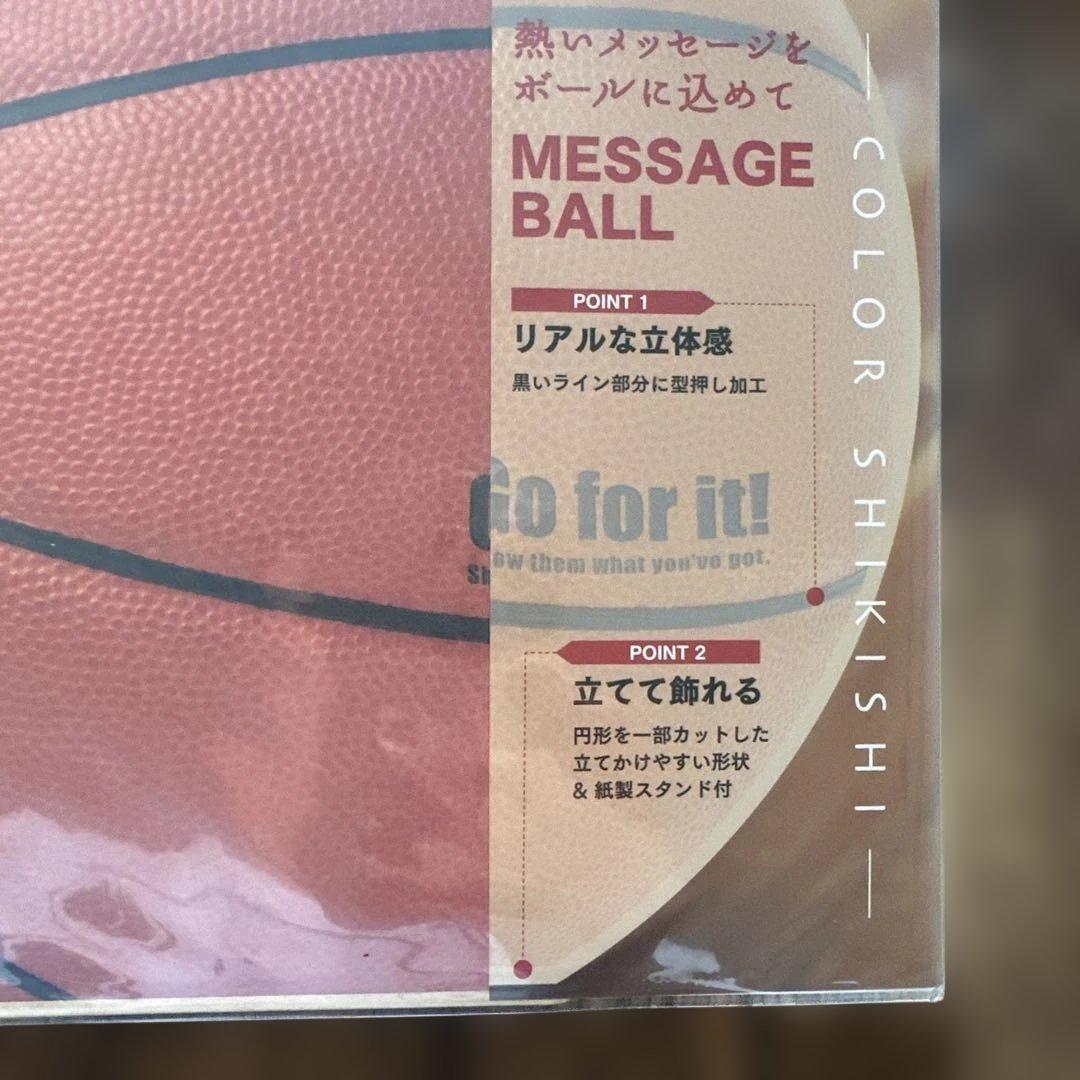 熱いメッセージを
ボールに込めて
MESSAGE
BALL
POINT 1
リアルな立体感
黒いライン部分に型押し加工
Go for it!
Show them what you've got.
POINT 2
立てて飾れる
円形を一部カットした
立てかけやすい形状
& 紙製スタンド付
COLOR SHIKISHI